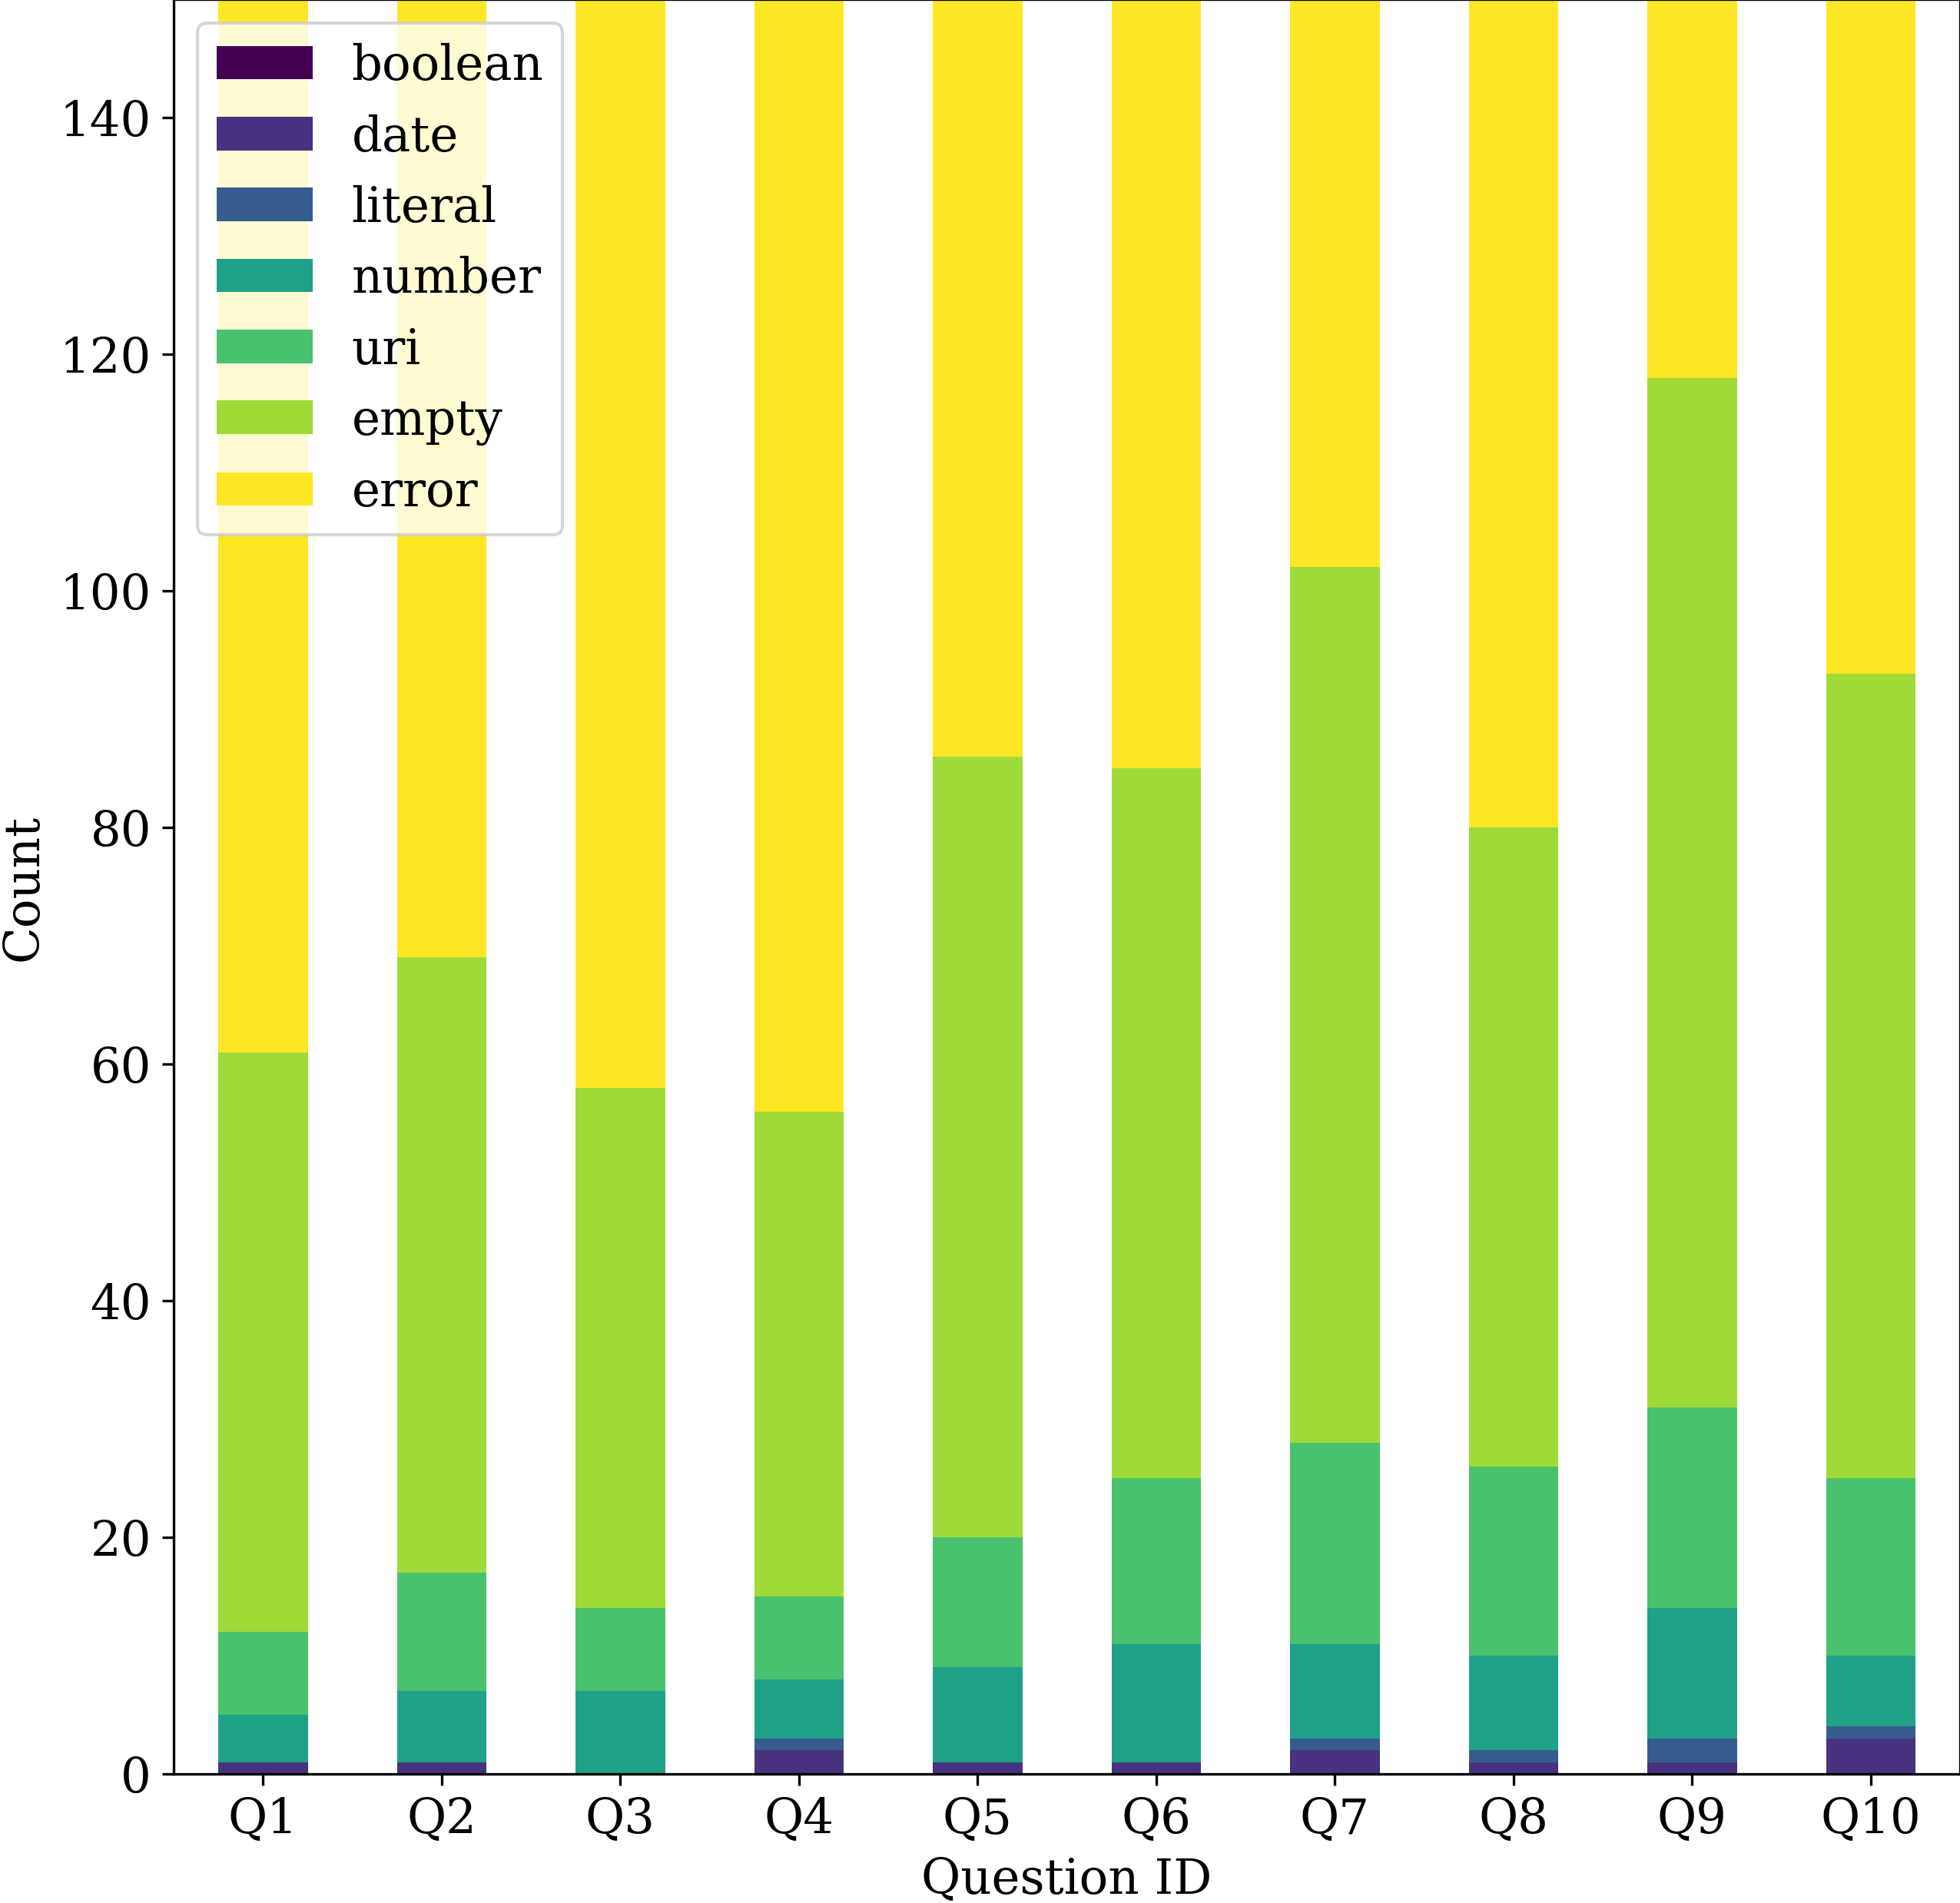 boolean
date
literal
number
uri
empty
error
140
120
100
80
60
40
20
0
Count
Q1 Q2 Q3 Q4 Q5 Q6 Q7 Q8 Q9 Q10
Question ID